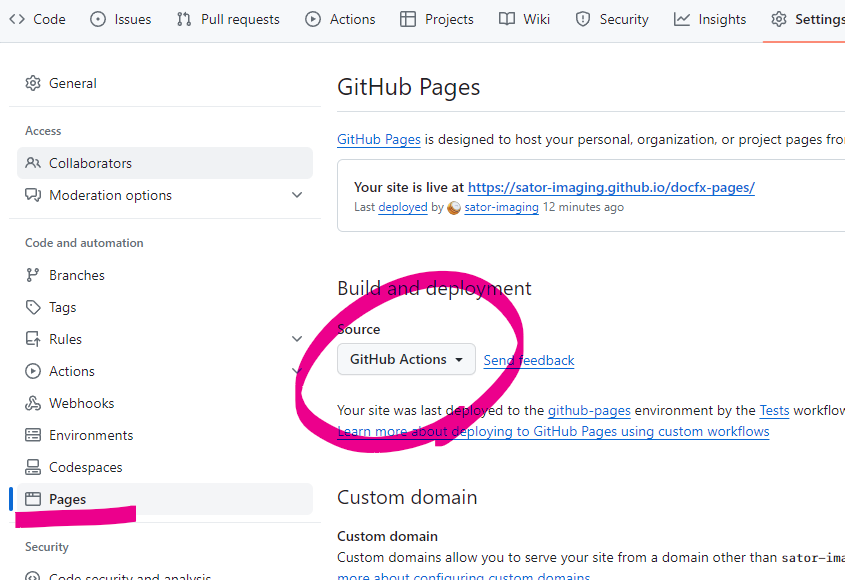 Code
Issues
Pull requests
Actions
Projects
Wiki
Security
Insights
Settings
General
Access
Collaborators
Moderation options
Code and automation
Branches
Tags
Rules
Actions
Webhooks
Environments
Codespaces
Pages
Security
Code security and analysis
GitHub Pages
GitHub Pages is designed to host your personal, organization, or project pages from
Your site is live at https://sator-imaging.github.io/docfx-pages/
Last deployed by sator-imaging 12 minutes ago
Build and deployment
Source
GitHub Actions
Send feedback
Your site was last deployed to the github-pages environment by the Tests workflow
Learn more about deploying to GitHub Pages using custom workflows
Custom domain
Custom domain
Custom domains allow you to serve your site from a domain other than sator-ima
more about configuring custom domains